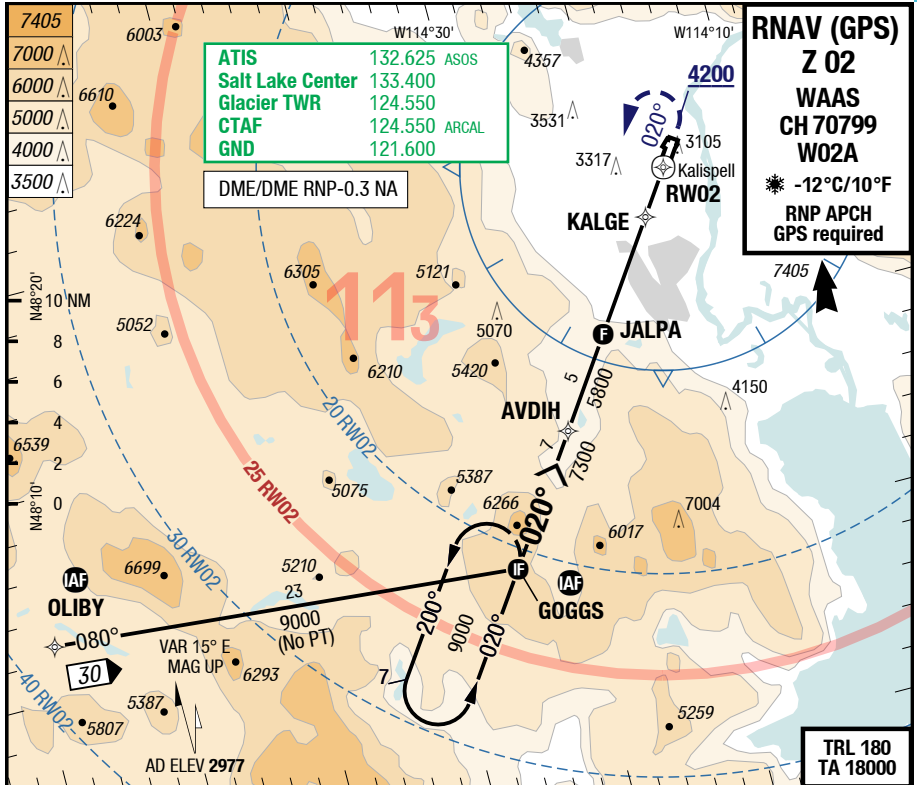 7405
7000
6000
5000
4000
3500
6003
6610
W114°30'
W114°10'
ATIS 132.625 ASOS
Salt Lake Center 133.400
Glacier TWR 124.550
CTAF 124.550 ARCAL
GND 121.600
DME/DME RNP-0.3 NA
4357
3531
3317
4200
020°
3105
Kalispell
RW02
KALGE
RNAV (GPS)
Z 02
WAAS
CH 70799
W02A
-12°C/10°F
RNP APCH
GPS required
7405
6224
6305
5121
113
N48°20'
10 NM
8
6
4
2
0
N48°10'
5052
6210
5070
5420
F JALPA
5
5800
4150
AVDIH
20 RW02
7
7300
6539
25 RW02
5075
5387
6266
-020°
7004
6017
30 RW02
IAF
OLIBY
6699
5210
23
9000
(No PT)
IF
IAF
GOGGS
200°
9000
020°
080°
30
VAR 15° E
MAG UP
6293
7
40 RW02
5387
5807
5259
AD ELEV 2977
TRL 180
TA 18000